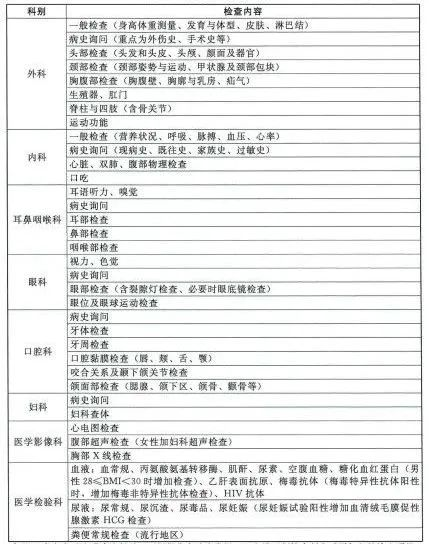 科别 检查内容
外科
一般检查（身高体重测量、发育与体型、皮肤、淋巴结）
病史询问（重点为外伤史、手术史等）
头部检查（头发和头皮、头颅、颜面及器官）
颈部检查（颈部姿势与运动、甲状腺及颈部包块）
胸腹部检查（胸腹壁、胸廓与乳房、疝气）
生殖器、肛门
脊柱与四肢（含骨关节）
运动功能
内科
一般检查（营养状况、呼吸、脉搏、血压、心率）
病史询问（现病史、既往史、家族史、过敏史）
心脏、双肺、腹部物理检查
口吃
耳鼻咽喉科
耳语听力、嗅觉
病史询问
耳部检查
鼻部检查
咽喉部检查
眼科
视力、色觉
病史询问
眼部检查（含裂隙灯检查、必要时眼底镜检查）
眼位及眼球运动检查
口腔科
病史询问
牙体检查
牙周检查
口腔黏膜检查（唇、颊、舌、颚）
咬合关系及颞下颌关节检查
颌面部检查（腮腺、颌下区、颌骨、颧骨等）
妇科
病史询问
妇科查体
医学影像科
心电图检查
腹部超声检查（女性加妇科超声检查）
胸部 X 线检查
医学检验科
血液：血常规、丙氨酸氨基转移酶、肌酐、尿素、空腹血糖、糖化血红蛋白（男
性 28≤BMI＜30 时增加检查）、乙肝表面抗原、梅毒抗体（梅毒特异性抗体阳性
时、增加梅毒非特异性抗体检查）、HIV 抗体
尿液：尿常规、尿沉渣、尿毒品、尿妊娠（尿妊娠试验阳性增加血清绒毛膜促性
腺激素 HCG 检查）
粪便常规检查（流行地区）